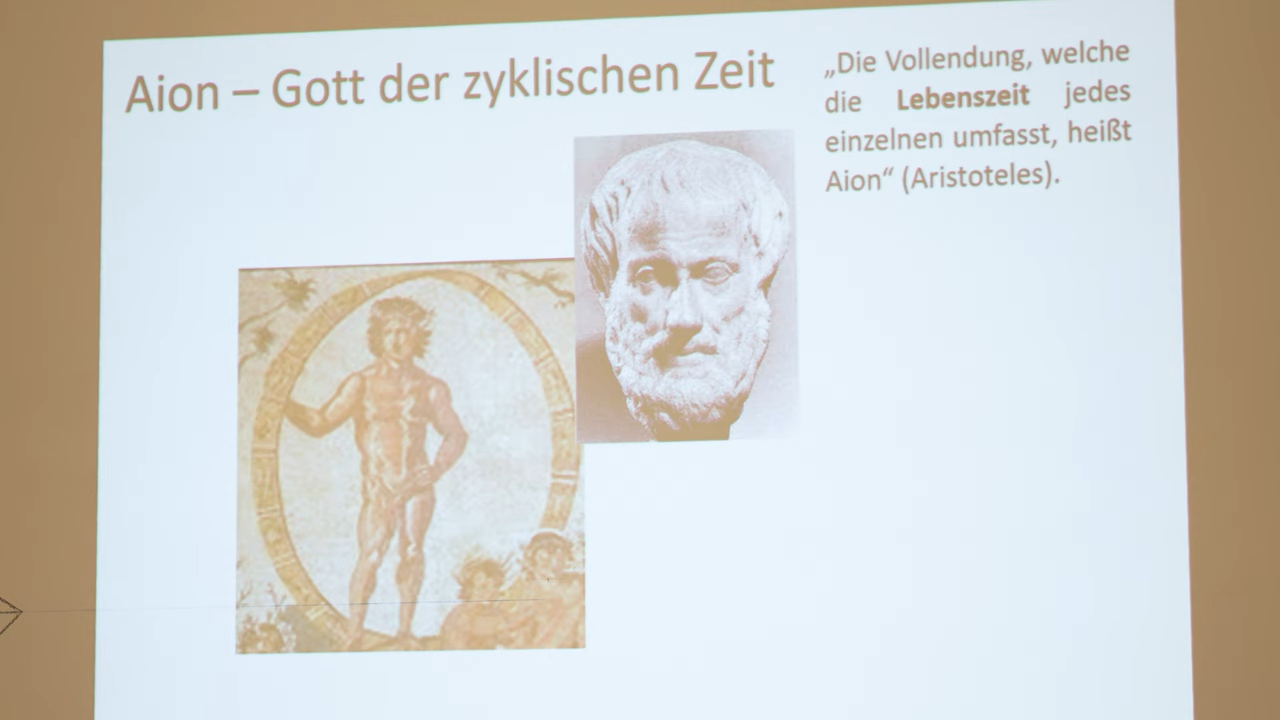 Aion – Gott der zyklischen Zeit
„Die Vollendung, welche
die Lebenszeit jedes
einzelnen umfasst, heißt
Aion“ (Aristoteles).